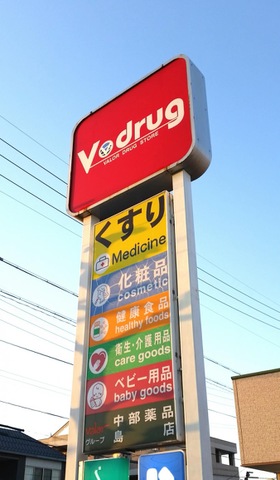 V·drug
VALOR DRUG STORE
くすり
Medicine
化粧品
cosmetic
健康食品
healthy foods
衛生・介護用品
care goods
ベビー用品
baby goods
グループ
中部薬品
島店